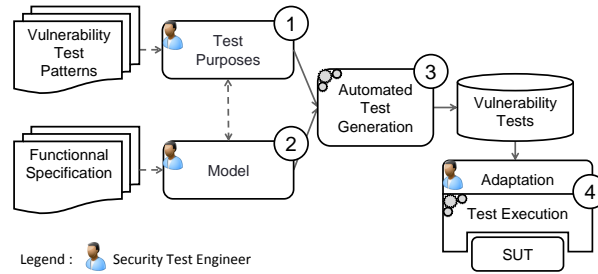 Vulnerability
Test
Patterns
Test
Purposes
1
Functionnal
Specification
Model
2
Automated
Test
Generation
3
Vulnerability
Tests
Adaptation
4
Test Execution
SUT
Legend :
Security Test Engineer